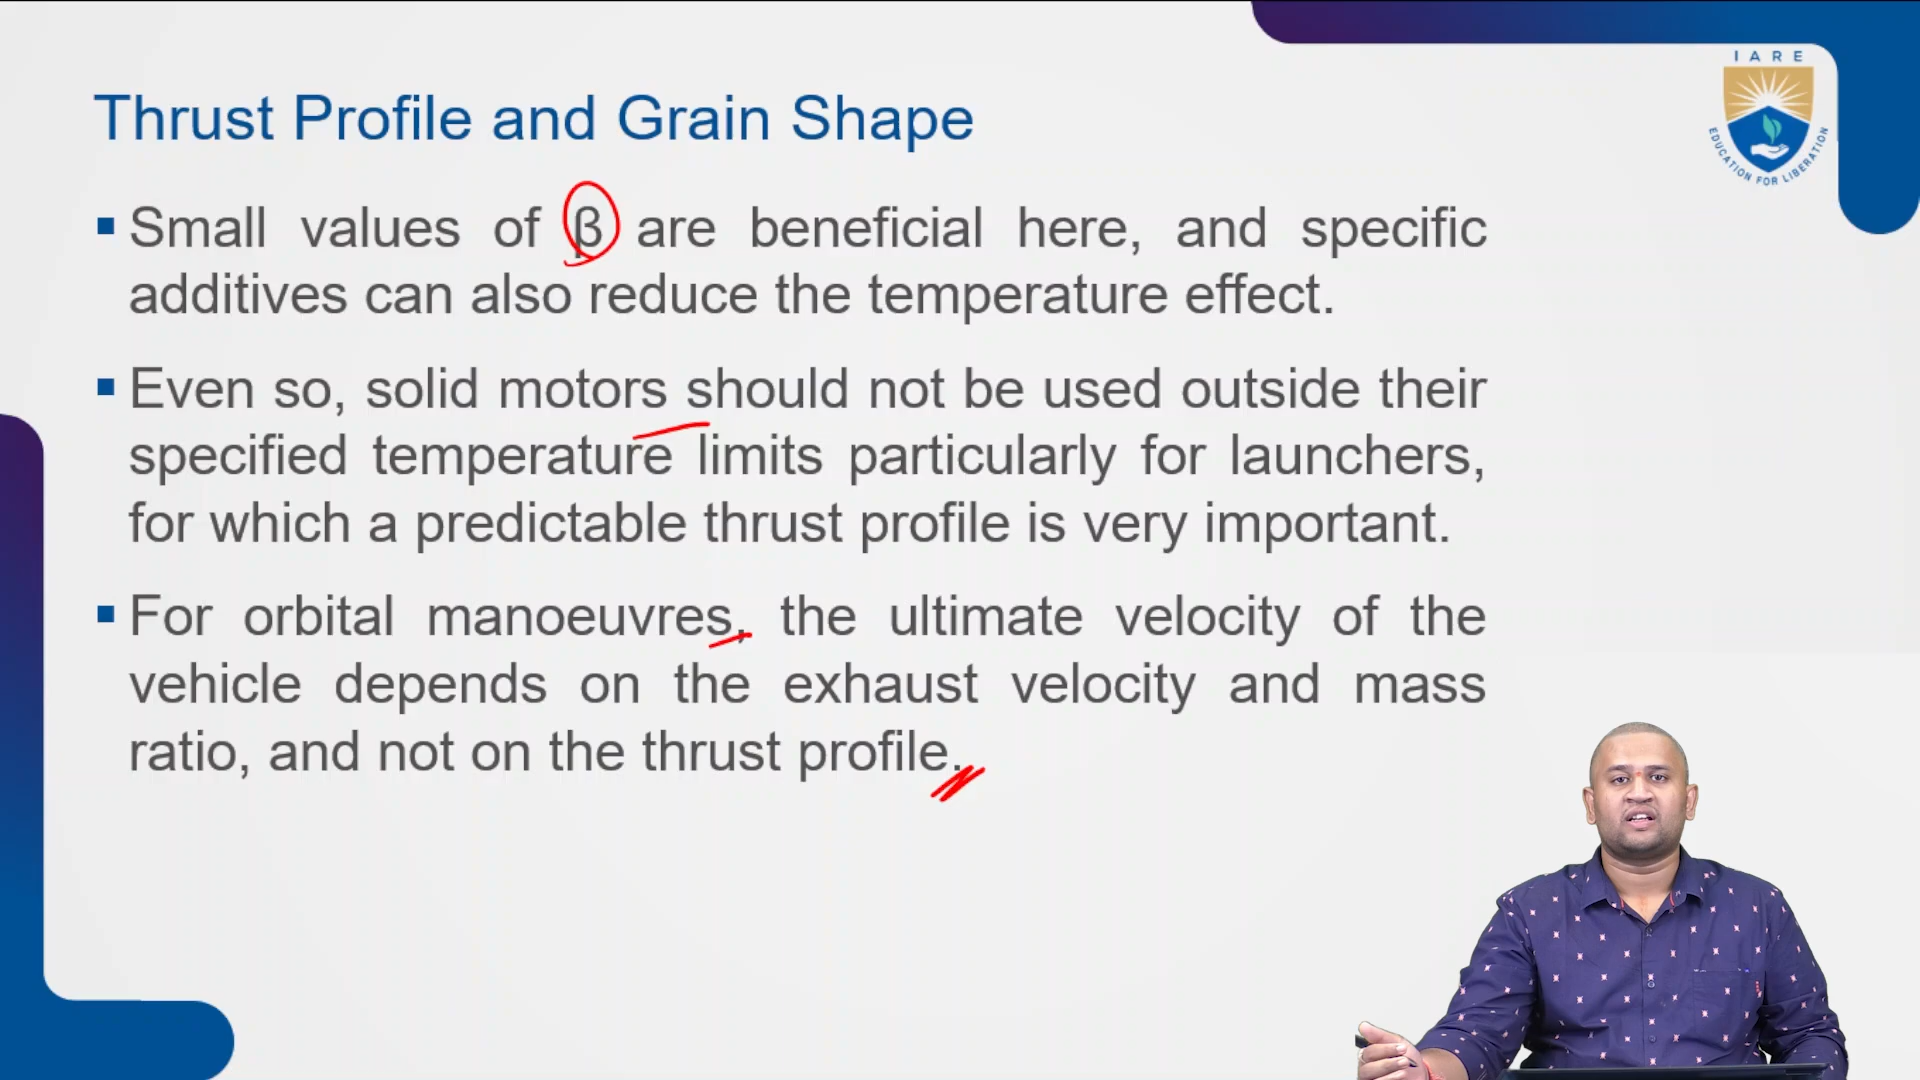 IARE
EDUCATION FOR LIBERATION
Thrust Profile and Grain Shape
▪ Small values of β are beneficial here, and specific
additives can also reduce the temperature effect.
▪ Even so, solid motors should not be used outside their
specified temperature limits particularly for launchers,
for which a predictable thrust profile is very important.
▪ For orbital manoeuvres, the ultimate velocity of the
vehicle depends on the exhaust velocity and mass
ratio, and not on the thrust profile.